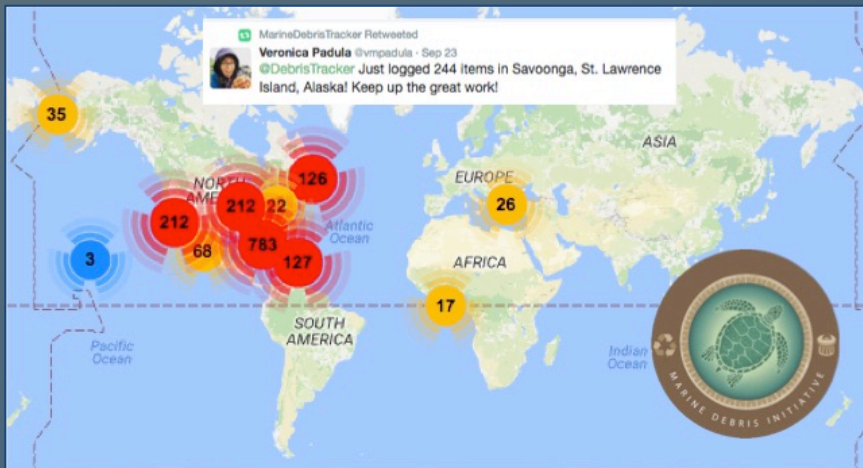 MarineDebrisTracker Retweeted
Veronica Padula @vmpadula · Sep 23
@DebrisTracker Just logged 244 items in Savoonga, St. Lawrence
Island, Alaska! Keep up the great work!
35
ASIA
NORTH
AMERICA
126
EUROPE
212
22
26
212
Atlantic
Ocean
783
68
3
127
AFRICA
17
SOUTH
AMERICA
Pacific
Ocean
Indian
Ocean
MARINE DEBRIS INITIATIVE